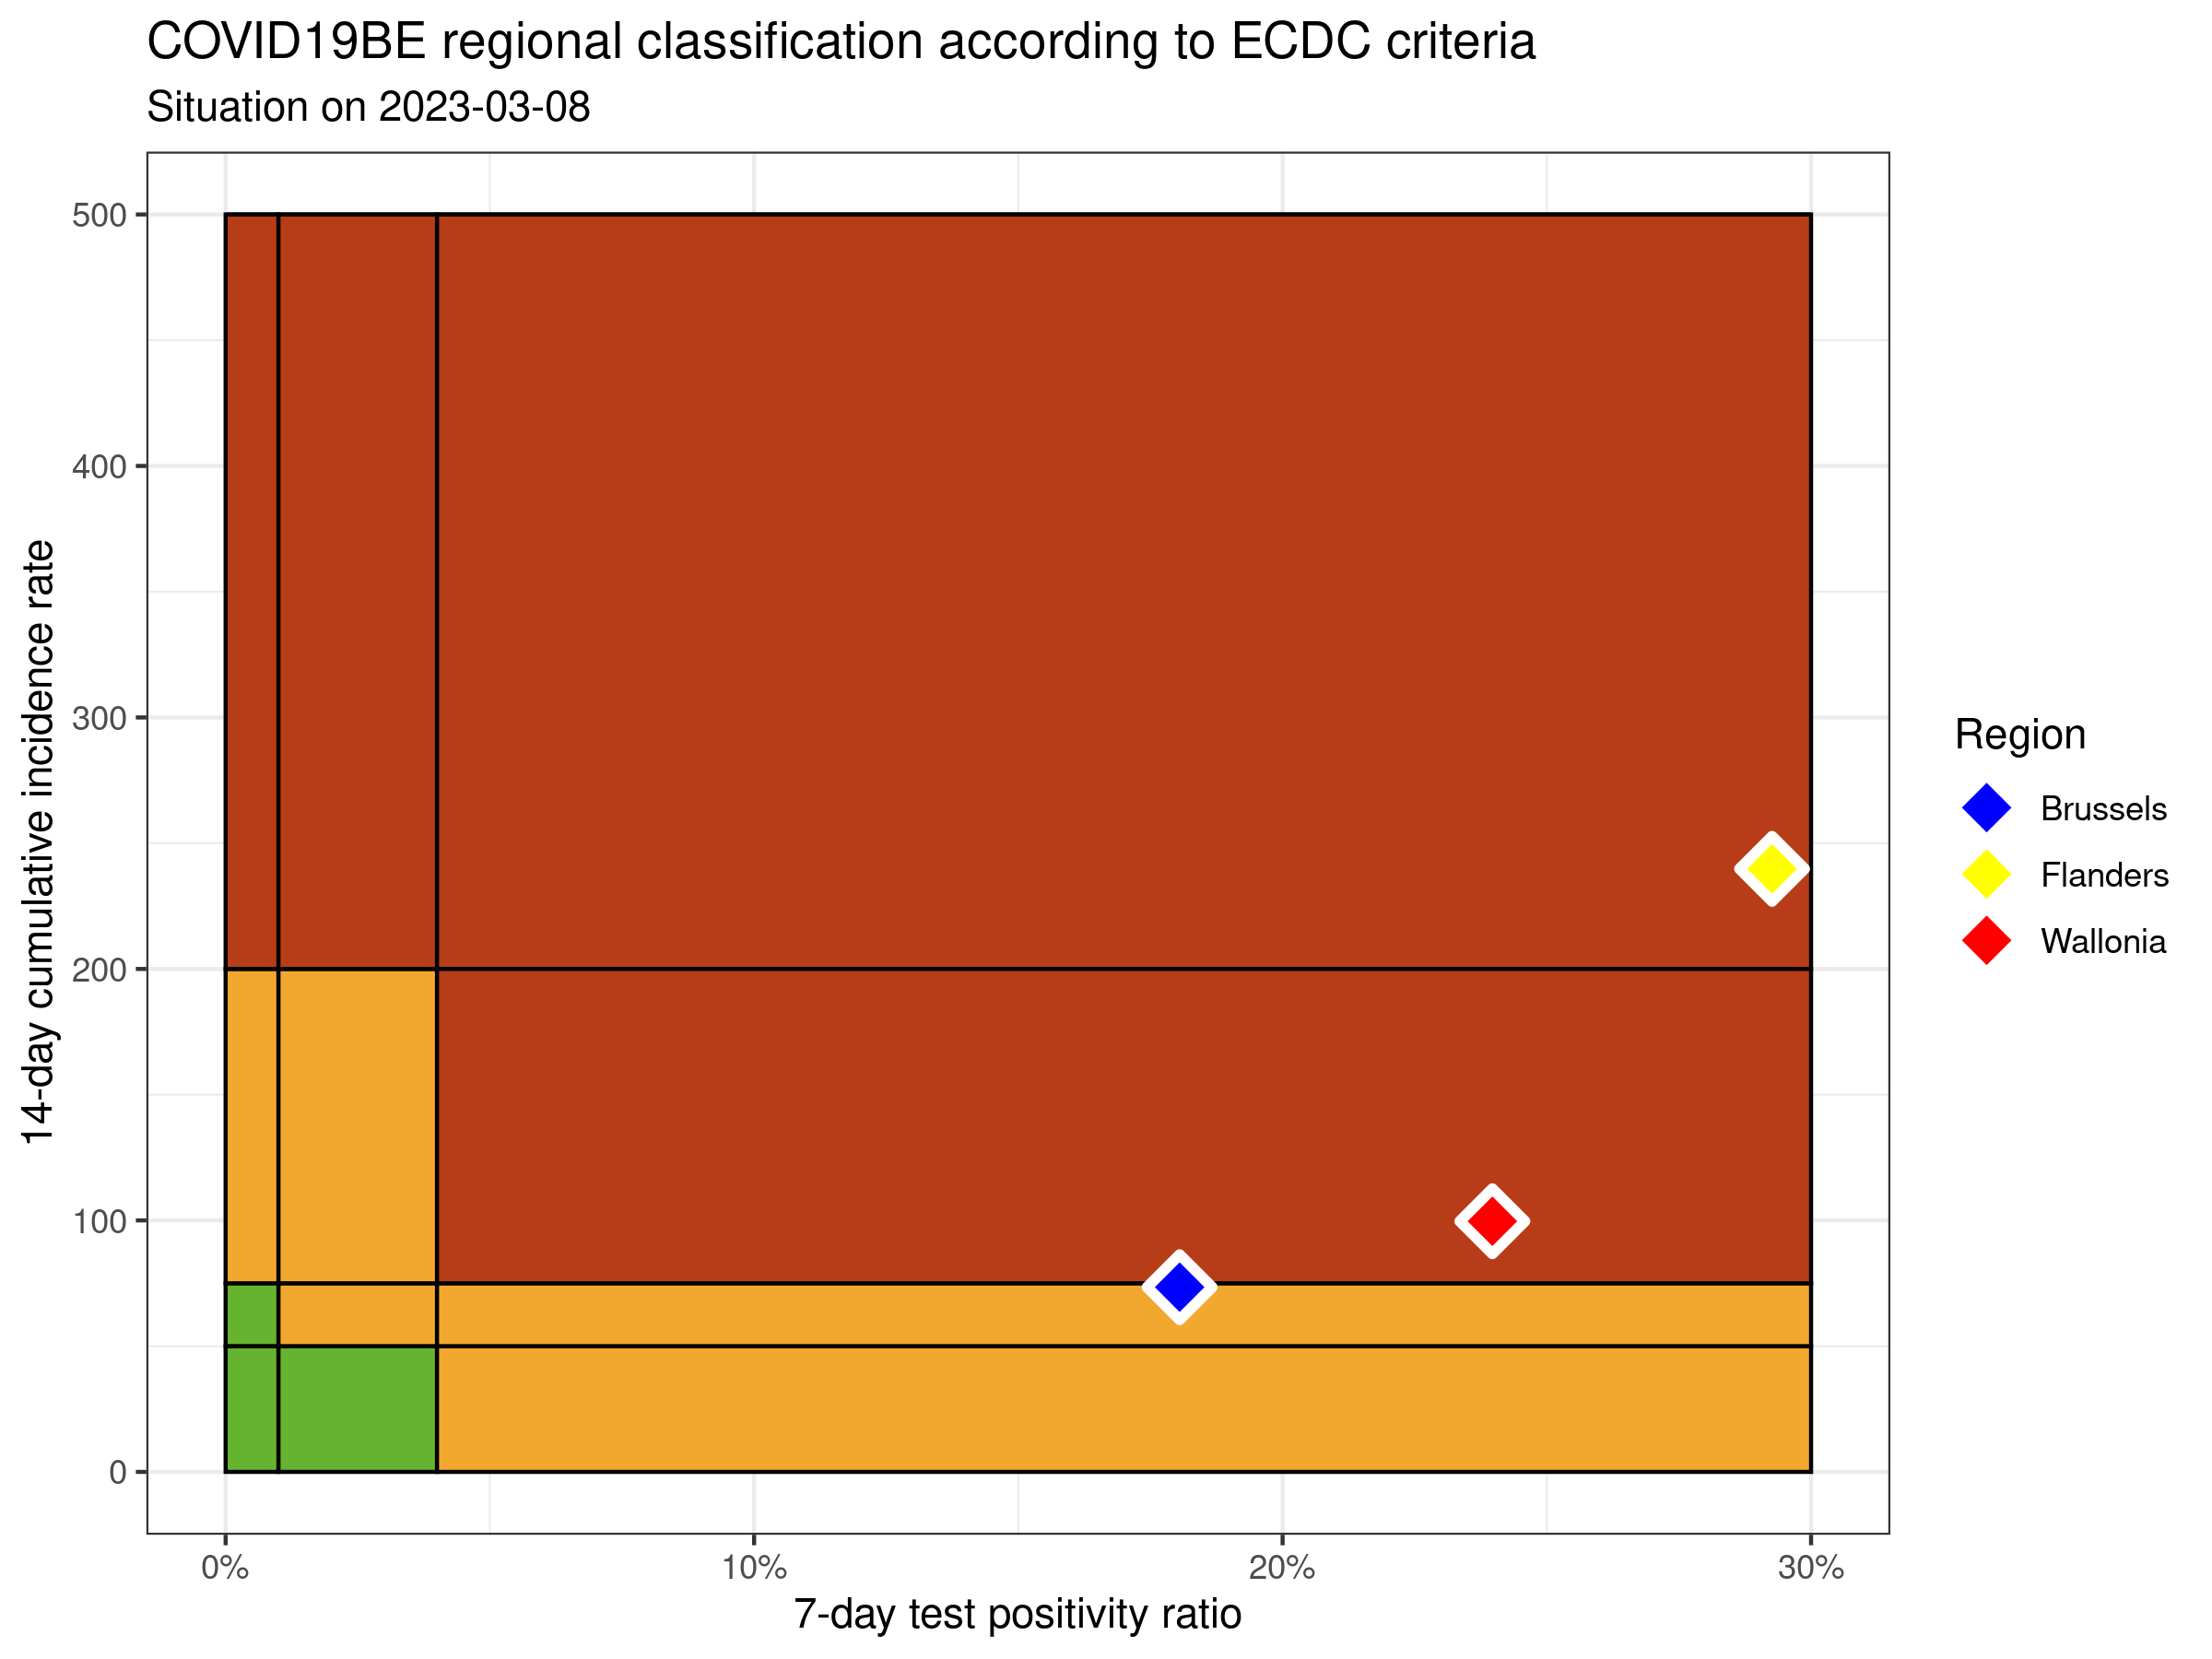 COVID19BE regional classification according to ECDC criteria
Situation on 2023-03-08
14-day cumulative incidence rate
500
400
300
200
100
0
0%
10%
20%
30%
7-day test positivity ratio
Region
Brussels
Flanders
Wallonia